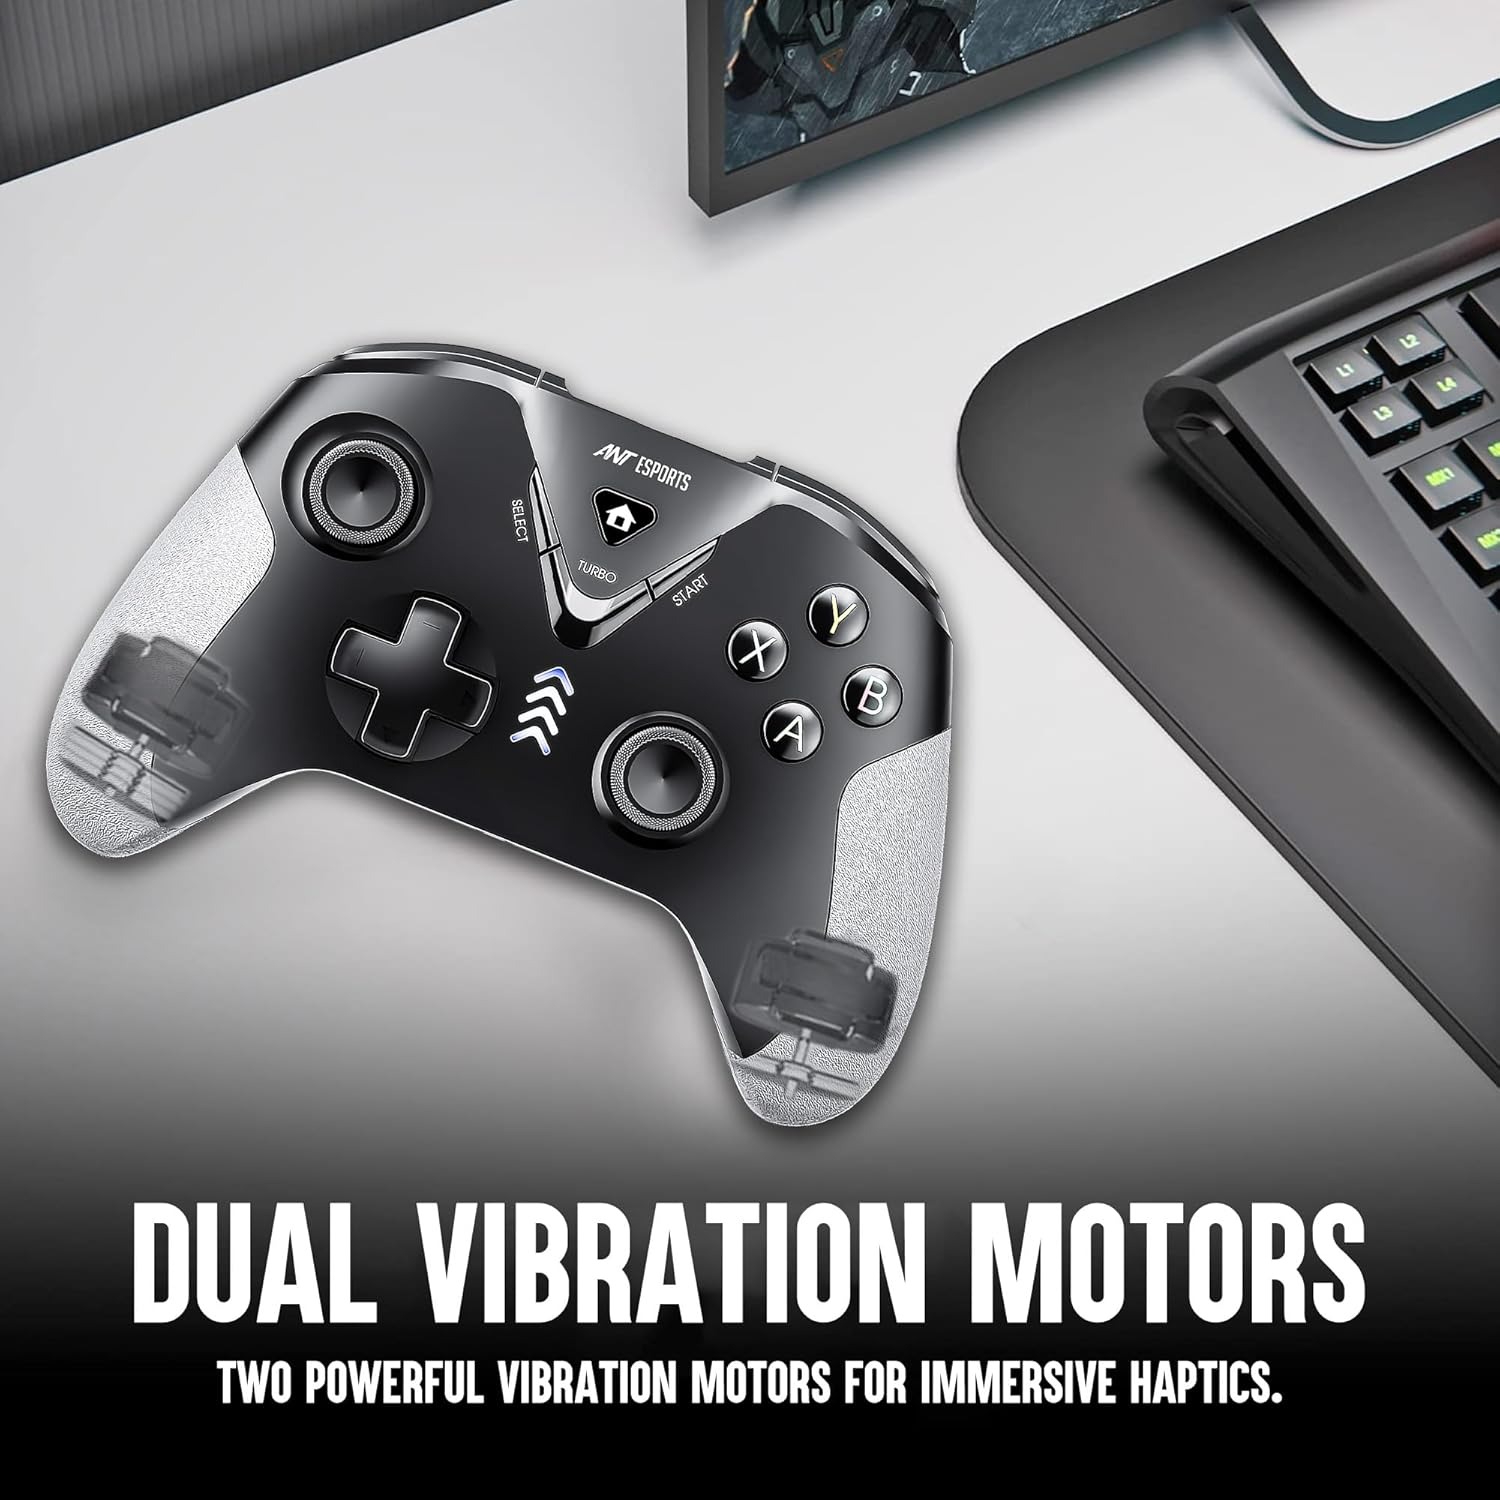 ANT ESPORTS
SELECT
TURBO
START
Y
X
B
A
L1
L2
L3
L4
DUAL VIBRATION MOTORS
TWO POWERFUL VIBRATION MOTORS FOR IMMERSIVE HAPTICS.